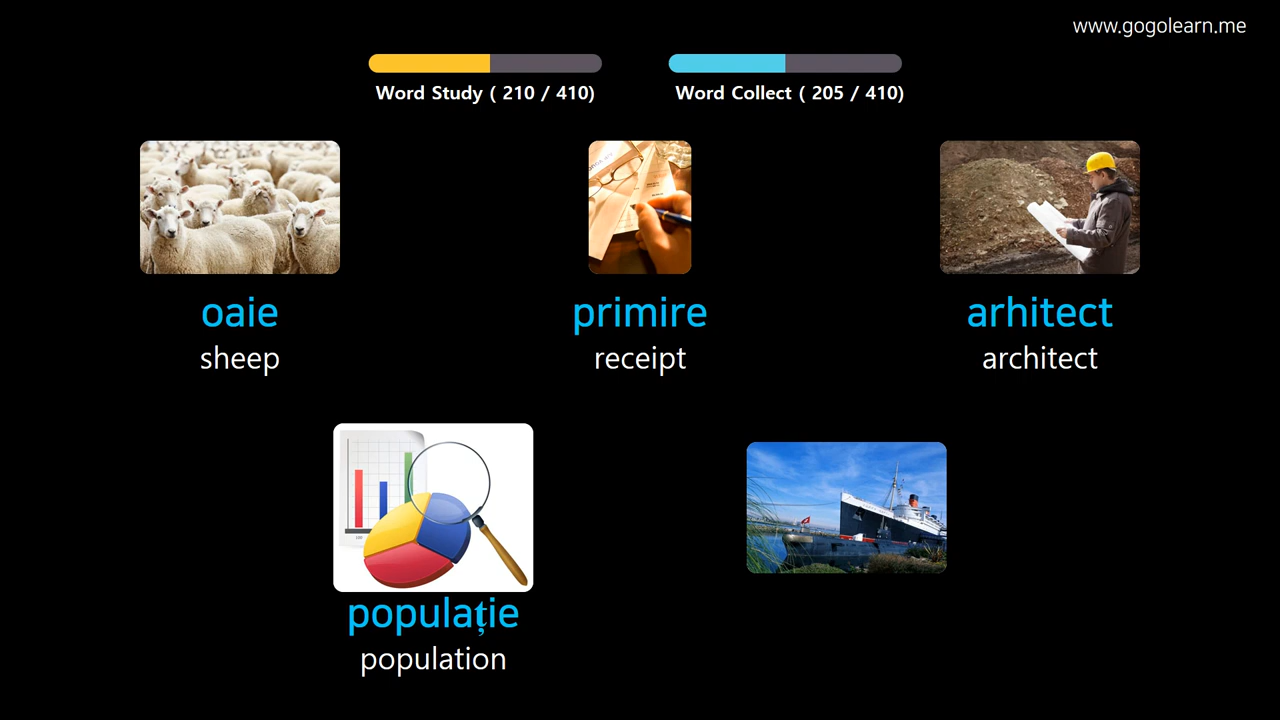 www.gogolearn.me
Word Study ( 210 / 410)
Word Collect ( 205 / 410)
oaie
sheep
primire
receipt
arhitect
architect
populație
population